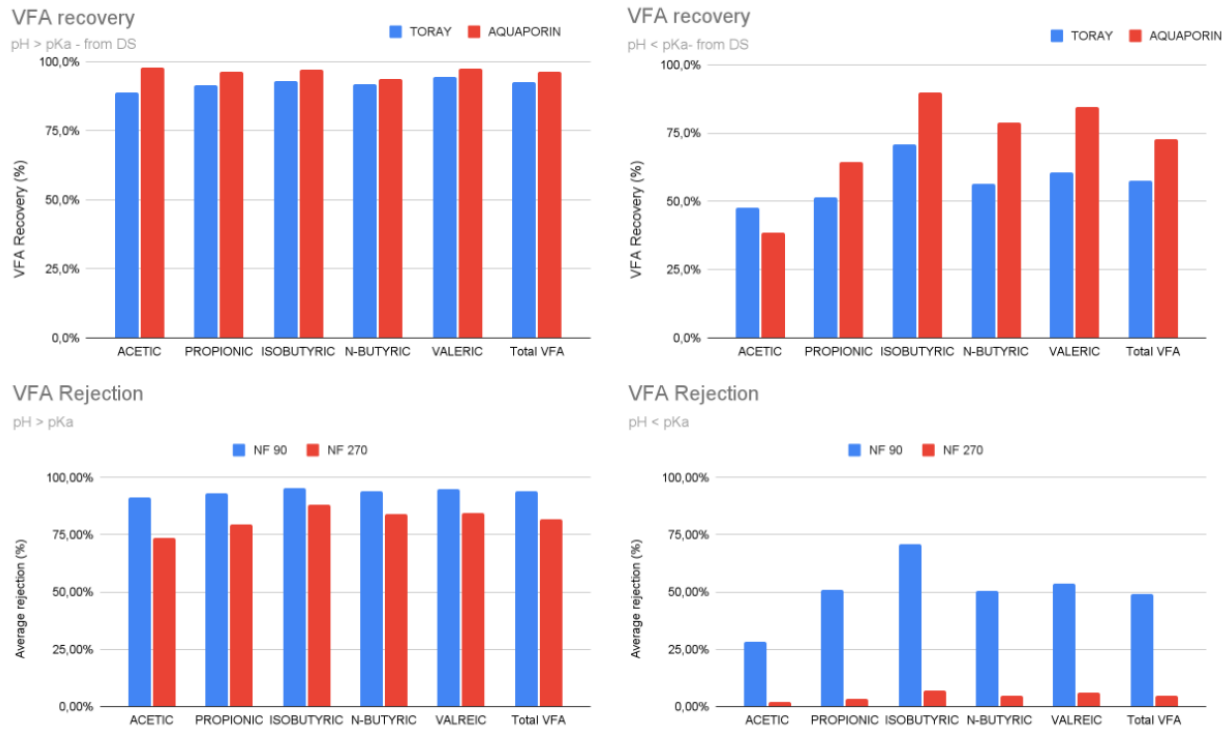 VFA recovery
pH > pKa - from DS
TORAY AQUAPORIN
100,0%
75,0%
50,0%
25,0%
0,0%
VFA Recovery (%)
ACETIC PROPIONIC ISOBUTYRIC N-BUTYRIC VALERIC Total VFA
VFA recovery
pH < pKa- from DS
TORAY AQUAPORIN
100,0%
75,0%
50,0%
25,0%
0,0%
VFA Recovery (%)
ACETIC PROPIONIC ISOBUTYRIC N-BUTYRIC VALERIC Total VFA
VFA Rejection
pH > pKa
NF 90 NF 270
100,00%
75,00%
50,00%
25,00%
0,00%
Average rejection (%)
ACETIC PROPIONIC ISOBUTYRIC N-BUTYRIC VALREIC Total VFA
VFA Rejection
pH < pKa
NF 90 NF 270
100,00%
75,00%
50,00%
25,00%
0,00%
Average rejection (%)
ACETIC PROPIONIC ISOBUTYRIC N-BUTYRIC VALREIC Total VFA